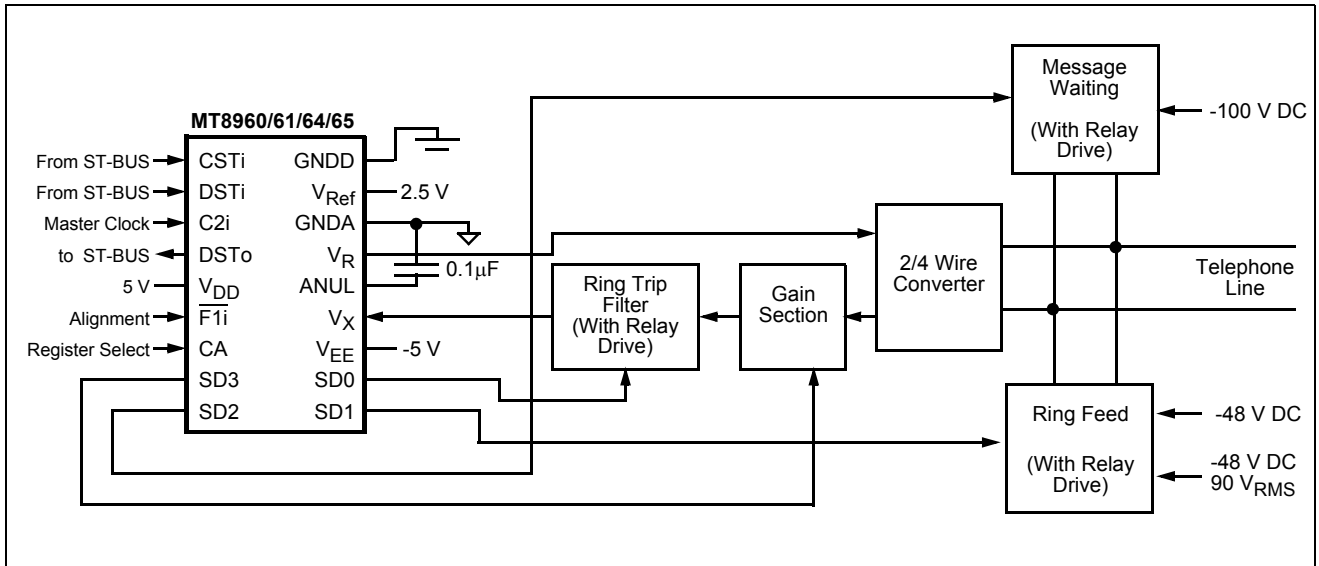 MT8960/61/64/65
From ST-BUS
From ST-BUS
Master Clock
to ST-BUS
5 V
Alignment
Register Select
CSTi
DSTi
C2i
DSTo
VDD
F1i
CA
SD3
SD2
GNDD
VRef
GNDA
VR
ANUL
VX
VEE
SD0
SD1
2.5 V
0.1μF
-5 V
Ring Trip
Filter
(With Relay
Drive)
Gain
Section
2/4 Wire
Converter
Message
Waiting
(With Relay
Drive)
-100 V DC
Telephone
Line
Ring Feed
(With Relay
Drive)
-48 V DC
-48 V DC
90 VRMS